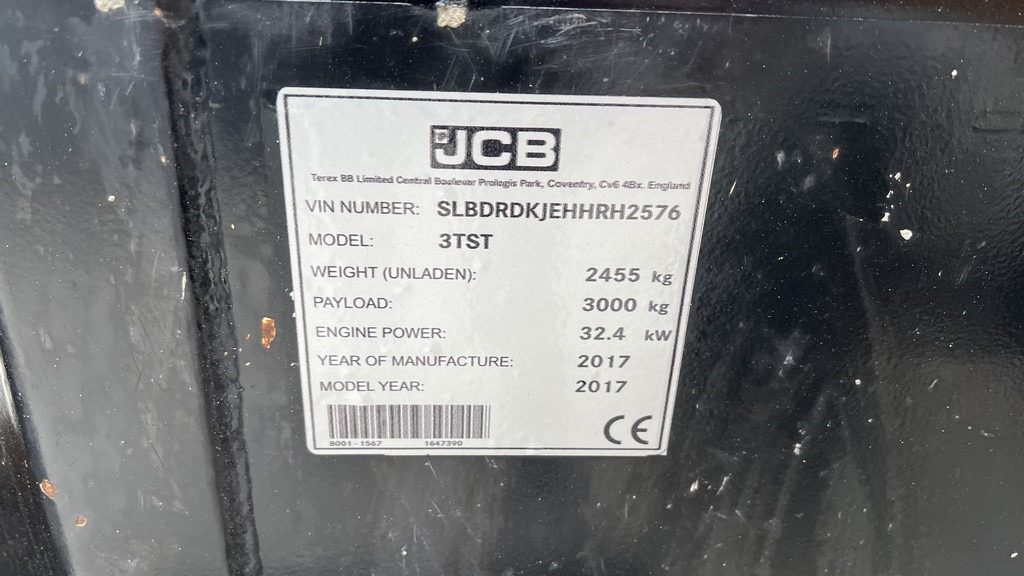 JCB
Terex BB Limited Central Boulevar Prologis Park, Coventry, Cv6 4Bx. England
VIN NUMBER: SLBDRDKJEHHRH2576
MODEL: 3TST
WEIGHT (UNLADEN): 2455 kg
PAYLOAD: 3000 kg
ENGINE POWER: 32.4 kW
YEAR OF MANUFACTURE: 2017
MODEL YEAR: 2017
8001-1567 1647390
CE